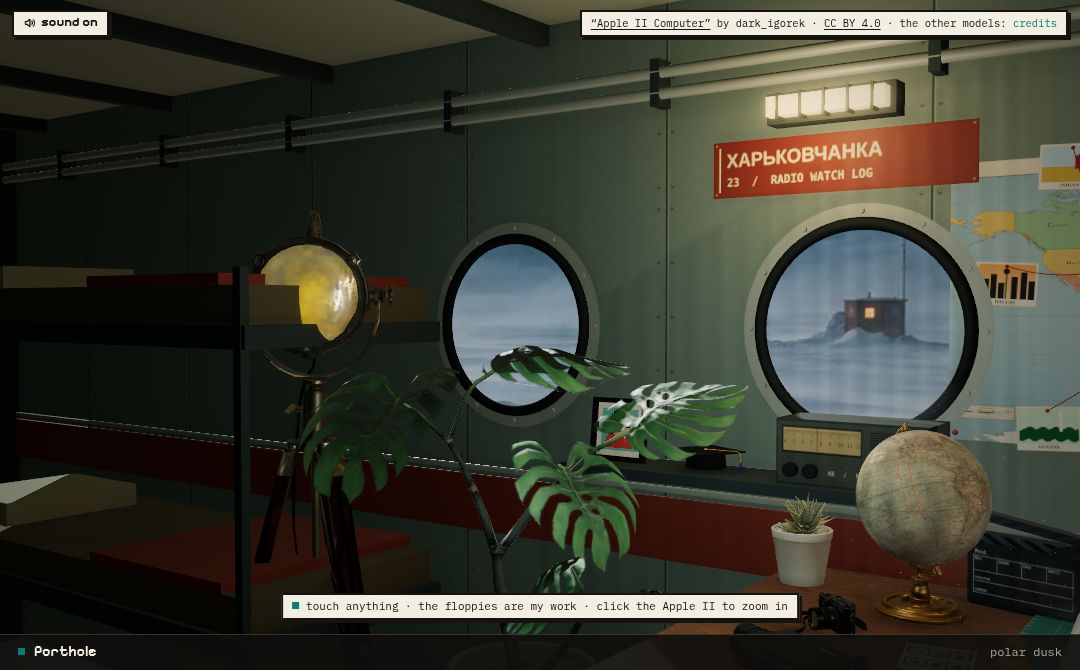 sound on
“Apple II Computer” by dark_igorek · CC BY 4.0 · the other models: credits
ХАРЬКОВЧАНКА
23 / RADIO WATCH LOG
DALLAS
touch anything · the floppies are my work · click the Apple II to zoom in
Porthole
polar dusk